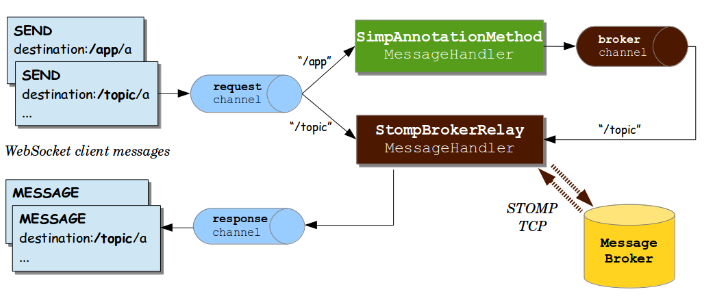 SEND
destination:/app/a
SEND
destination:/topic/a
...
WebSocket client messages
request
channel
"/app"
"/topic"
SimpAnnotationMethod
MessageHandler
broker
channel
StompBrokerRelay
MessageHandler
"/topic"
MESSAGE
MESSAGE
destination:/topic/a
...
response
channel
STOMP
TCP
Message
Broker